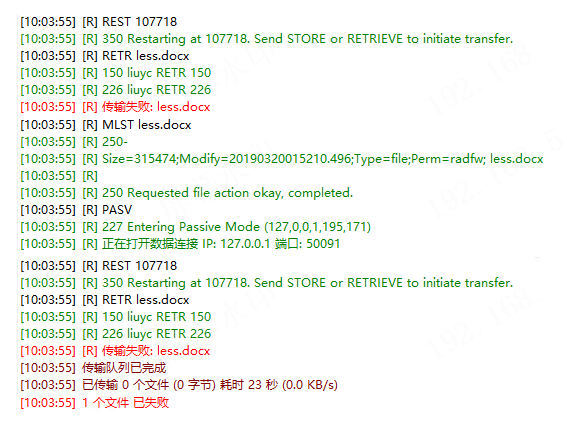 [10:03:55] [R] REST 107718
[10:03:55] [R] 350 Restarting at 107718. Send STORE or RETRIEVE to initiate transfer.
[10:03:55] [R] RETR less.docx
[10:03:55] [R] 150 liuyc RETR 150
[10:03:55] [R] 226 liuyc RETR 226
[10:03:55] [R] 传输失败: less.docx
[10:03:55] [R] MLST less.docx
[10:03:55] [R] 250-
[10:03:55] [R] Size=315474;Modify=20190320015210.496;Type=file;Perm=radfw; less.docx
[10:03:55] [R]
[10:03:55] [R] 250 Requested file action okay, completed.
[10:03:55] [R] PASV
[10:03:55] [R] 227 Entering Passive Mode (127,0,0,1,195,171)
[10:03:55] [R] 正在打开数据连接 IP: 127.0.0.1 端口: 50091
[10:03:55] [R] REST 107718
[10:03:55] [R] 350 Restarting at 107718. Send STORE or RETRIEVE to initiate transfer.
[10:03:55] [R] RETR less.docx
[10:03:55] [R] 150 liuyc RETR 150
[10:03:55] [R] 226 liuyc RETR 226
[10:03:55] [R] 传输失败: less.docx
[10:03:55] 传输队列已完成
[10:03:55] 已传输 0 个文件 (0 字节) 耗时 23 秒 (0.0 KB/s)
[10:03:55] 1 个文件 已失败